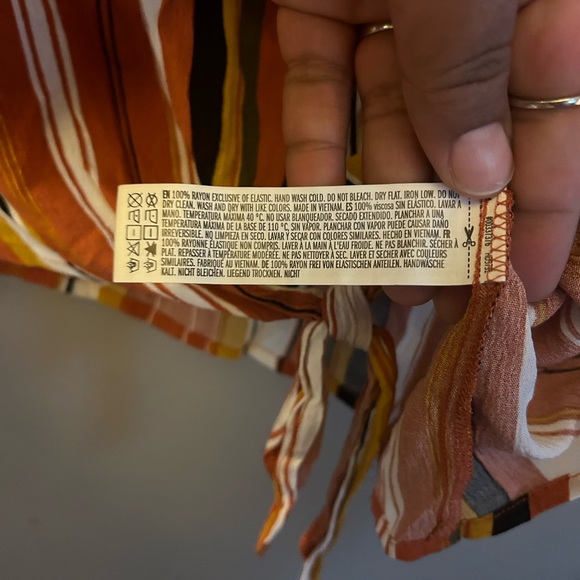 EN 100% RAYON EXCLUSIVE OF ELASTIC. HAND WASH COLD. DO NOT BLEACH. DRY FLAT. IRON LOW. DO NOT
DRY CLEAN. WASH AND DRY WITH LIKE COLORS. MADE IN VIETNAM. ES 100% VISCOSA SIN ELÁSTICO. LAVAR A
MANO. TEMPERATURA MÁXIMA 40 °C. NO USAR BLANQUEADOR. SECADO EXTENDIDO. PLANCHAR A UNA
TEMPERATURA MÁXIMA DE LA BASE DE 110 °C, SIN VAPOR. PLANCHAR CON VAPOR PUEDE CAUSAR DAÑO
IRREVERSIBLE. NO LIMPIEZA EN SECO. LAVAR Y SECAR CON COLORES SIMILARES. HECHO EN VIETNAM. FR
100% RAYONNE ÉLASTIQUE NON COMPRIS. LAVER À LA MAIN À L'EAU FROIDE. NE PAS BLANCHIR. SÉCHER À
PLAT. REPASSER À TEMPÉRATURE MODÉRÉE. NE PAS NETTOYER À SEC. LAVER AVEC COULEURS
SIMILAIRES. FABRIQUÉ AU VIETNAM. DE 100% RAYON FREI VON ELASTISCHEN ANTEILEN. HANDWÄSCHE
KALT. NICHT BLEICHEN. LIEGEND TROCKNEN. NICHT